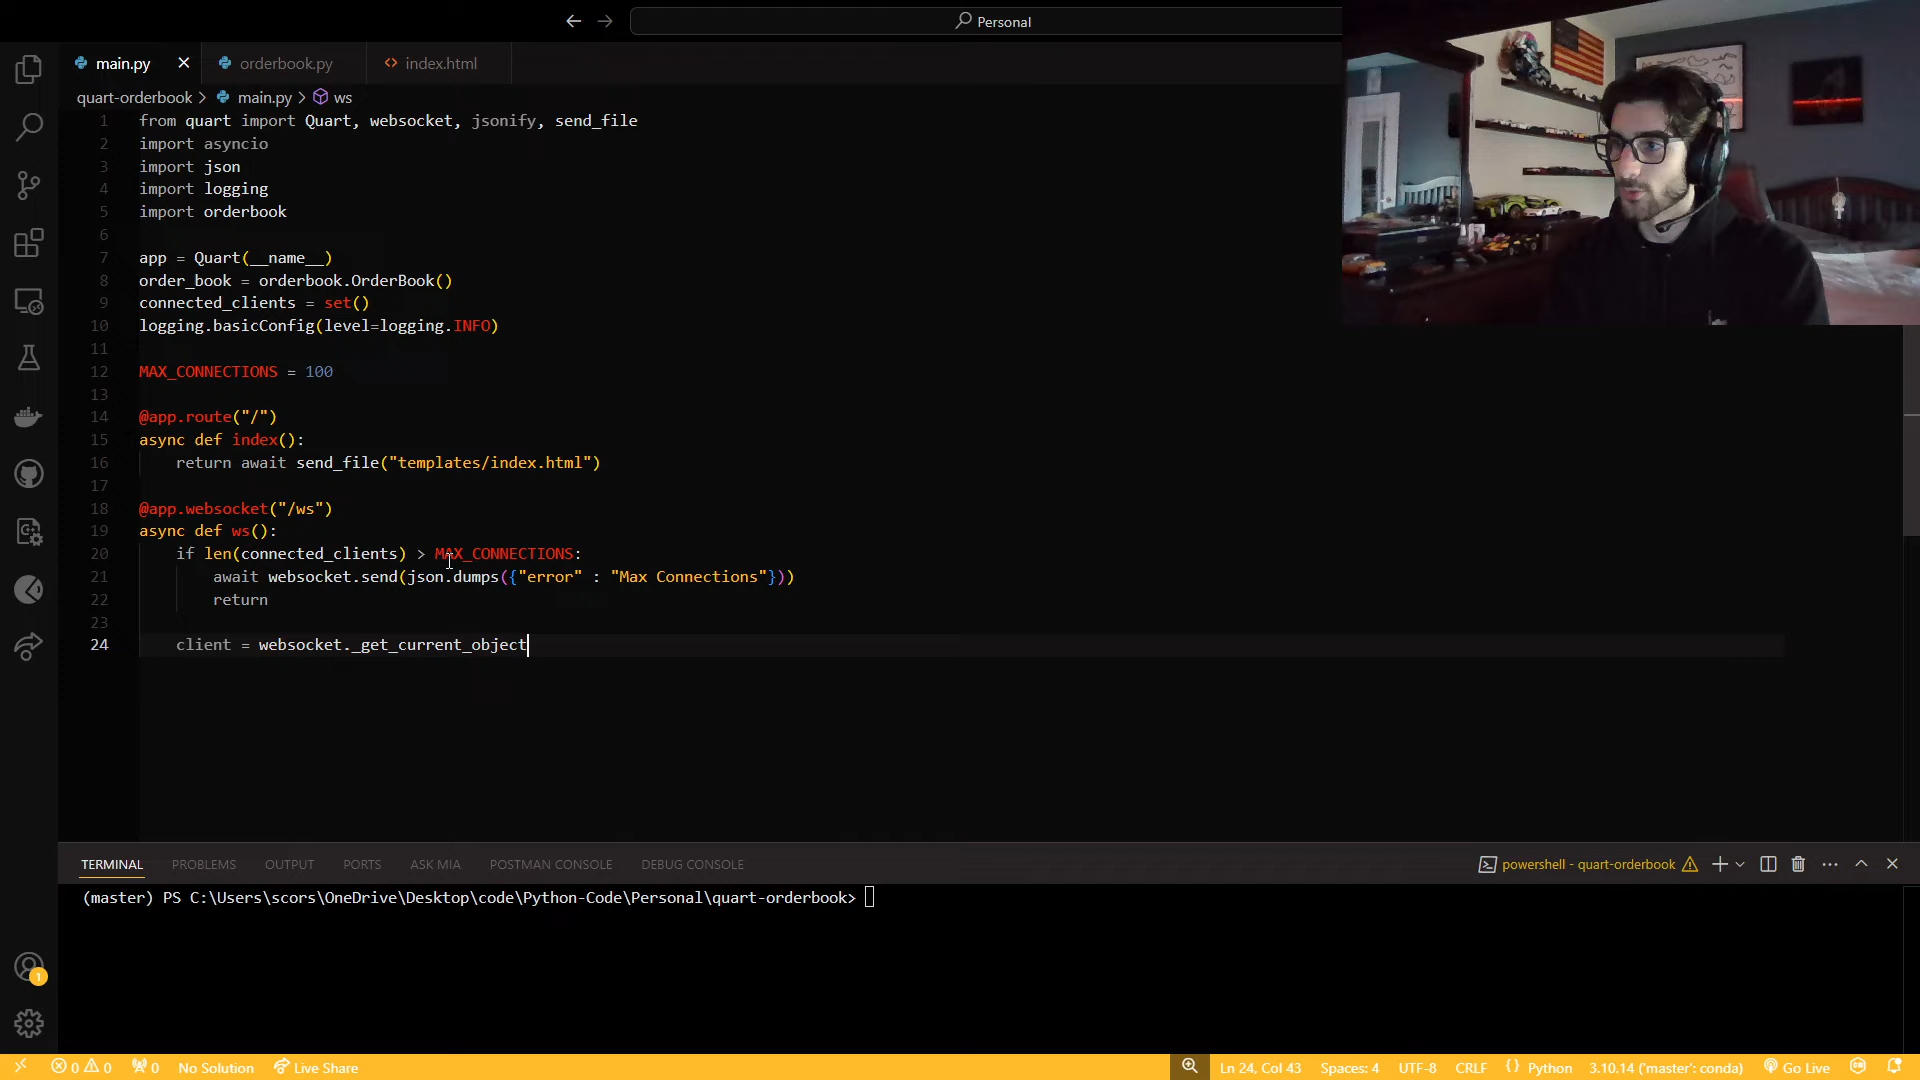 Personal
main.py
orderbook.py
<> index.html
quart-orderbook > main.py > ws
1 from quart import Quart, websocket, jsonify, send_file
2 import asyncio
3 import json
4 import logging
5 import orderbook
6
7 app = Quart(__name__)
8 order_book = orderbook.OrderBook()
9 connected_clients = set()
10 logging.basicConfig(level=logging.INFO)
11
12 MAX_CONNECTIONS = 100
13
14 @app.route("/")
15 async def index():
16 return await send_file("templates/index.html")
17
18 @app.websocket("/ws")
19 async def ws():
20 if len(connected_clients) > MAX_CONNECTIONS:
21 await websocket.send(json.dumps({"error" : "Max Connections"}))
22 return
23
24 client = websocket._get_current_object
TERMINAL PROBLEMS OUTPUT PORTS ASK MIA POSTMAN CONSOLE DEBUG CONSOLE
powershell - quart-orderbook
(master) PS C:\Users\scors\OneDrive\Desktop\code\Python-Code\Personal\quart-orderbook>
1
0 0 0 No Solution Live Share
Ln 24, Col 43 Spaces: 4 UTF-8 CRLF {} Python 3.10.14 ('master': conda) Go Live